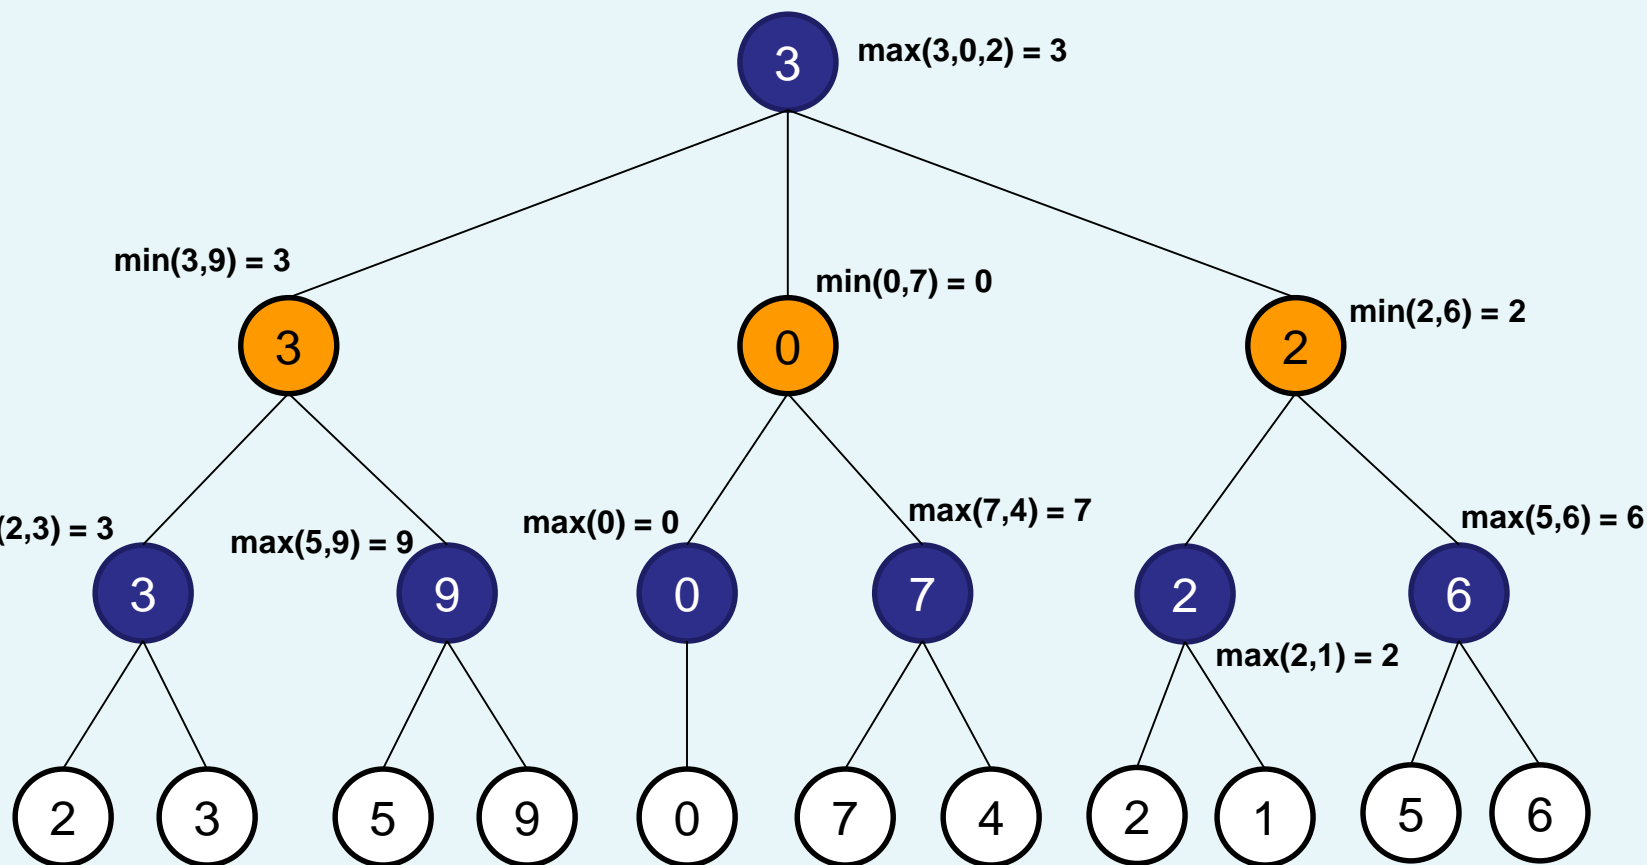 3
max(3,0,2) = 3
min(3,9) = 3
min(0,7) = 0
min(2,6) = 2
3
0
2
(2,3) = 3
max(5,9) = 9
max(0) = 0
max(7,4) = 7
max(5,6) = 6
3
9
0
7
2
6
max(2,1) = 2
2
3
5
9
0
7
4
2
1
5
6